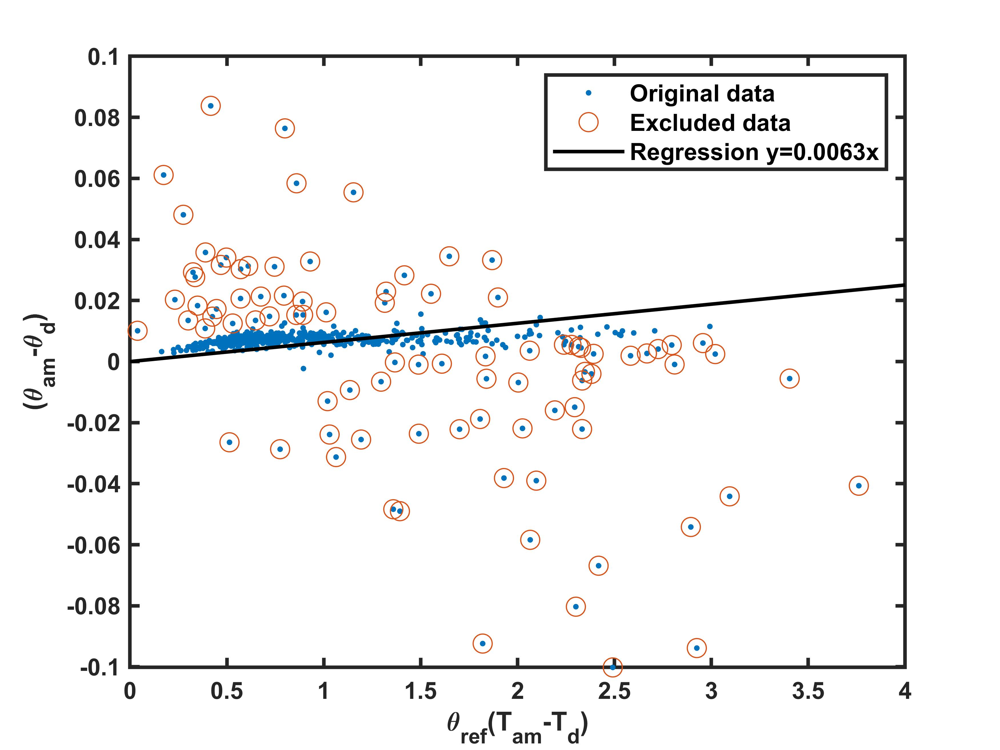 0.1
0.08
0.06
0.04
0.02
0
-0.02
-0.04
-0.06
-0.08
-0.1
(θam-θd)
Original data
Excluded data
Regression y=0.0063x
0 0.5 1 1.5 2 2.5 3 3.5 4
θref(Tam-Td)